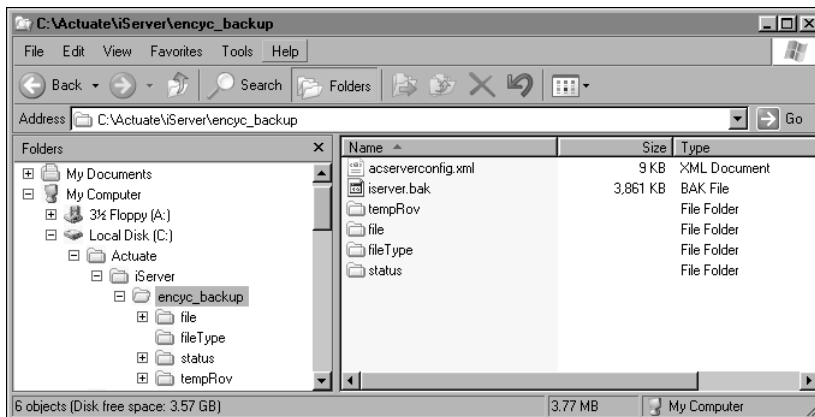 C:\Actuate\iServer\encyc_backup
File Edit View Favorites Tools Help
Back Search Folders
Address C:\Actuate\iServer\encyc_backup Go
Folders
My Documents
My Computer
3½ Floppy (A:)
Local Disk (C:)
Actuate
iServer
encyc_backup
file
fileType
status
tempRov
Name Size Type
acserverconfig.xml 9 KB XML Document
iserver.bak 3,861 KB BAK File
tempRov File Folder
file File Folder
fileType File Folder
status File Folder
6 objects (Disk free space: 3.57 GB) 3.77 MB My Computer